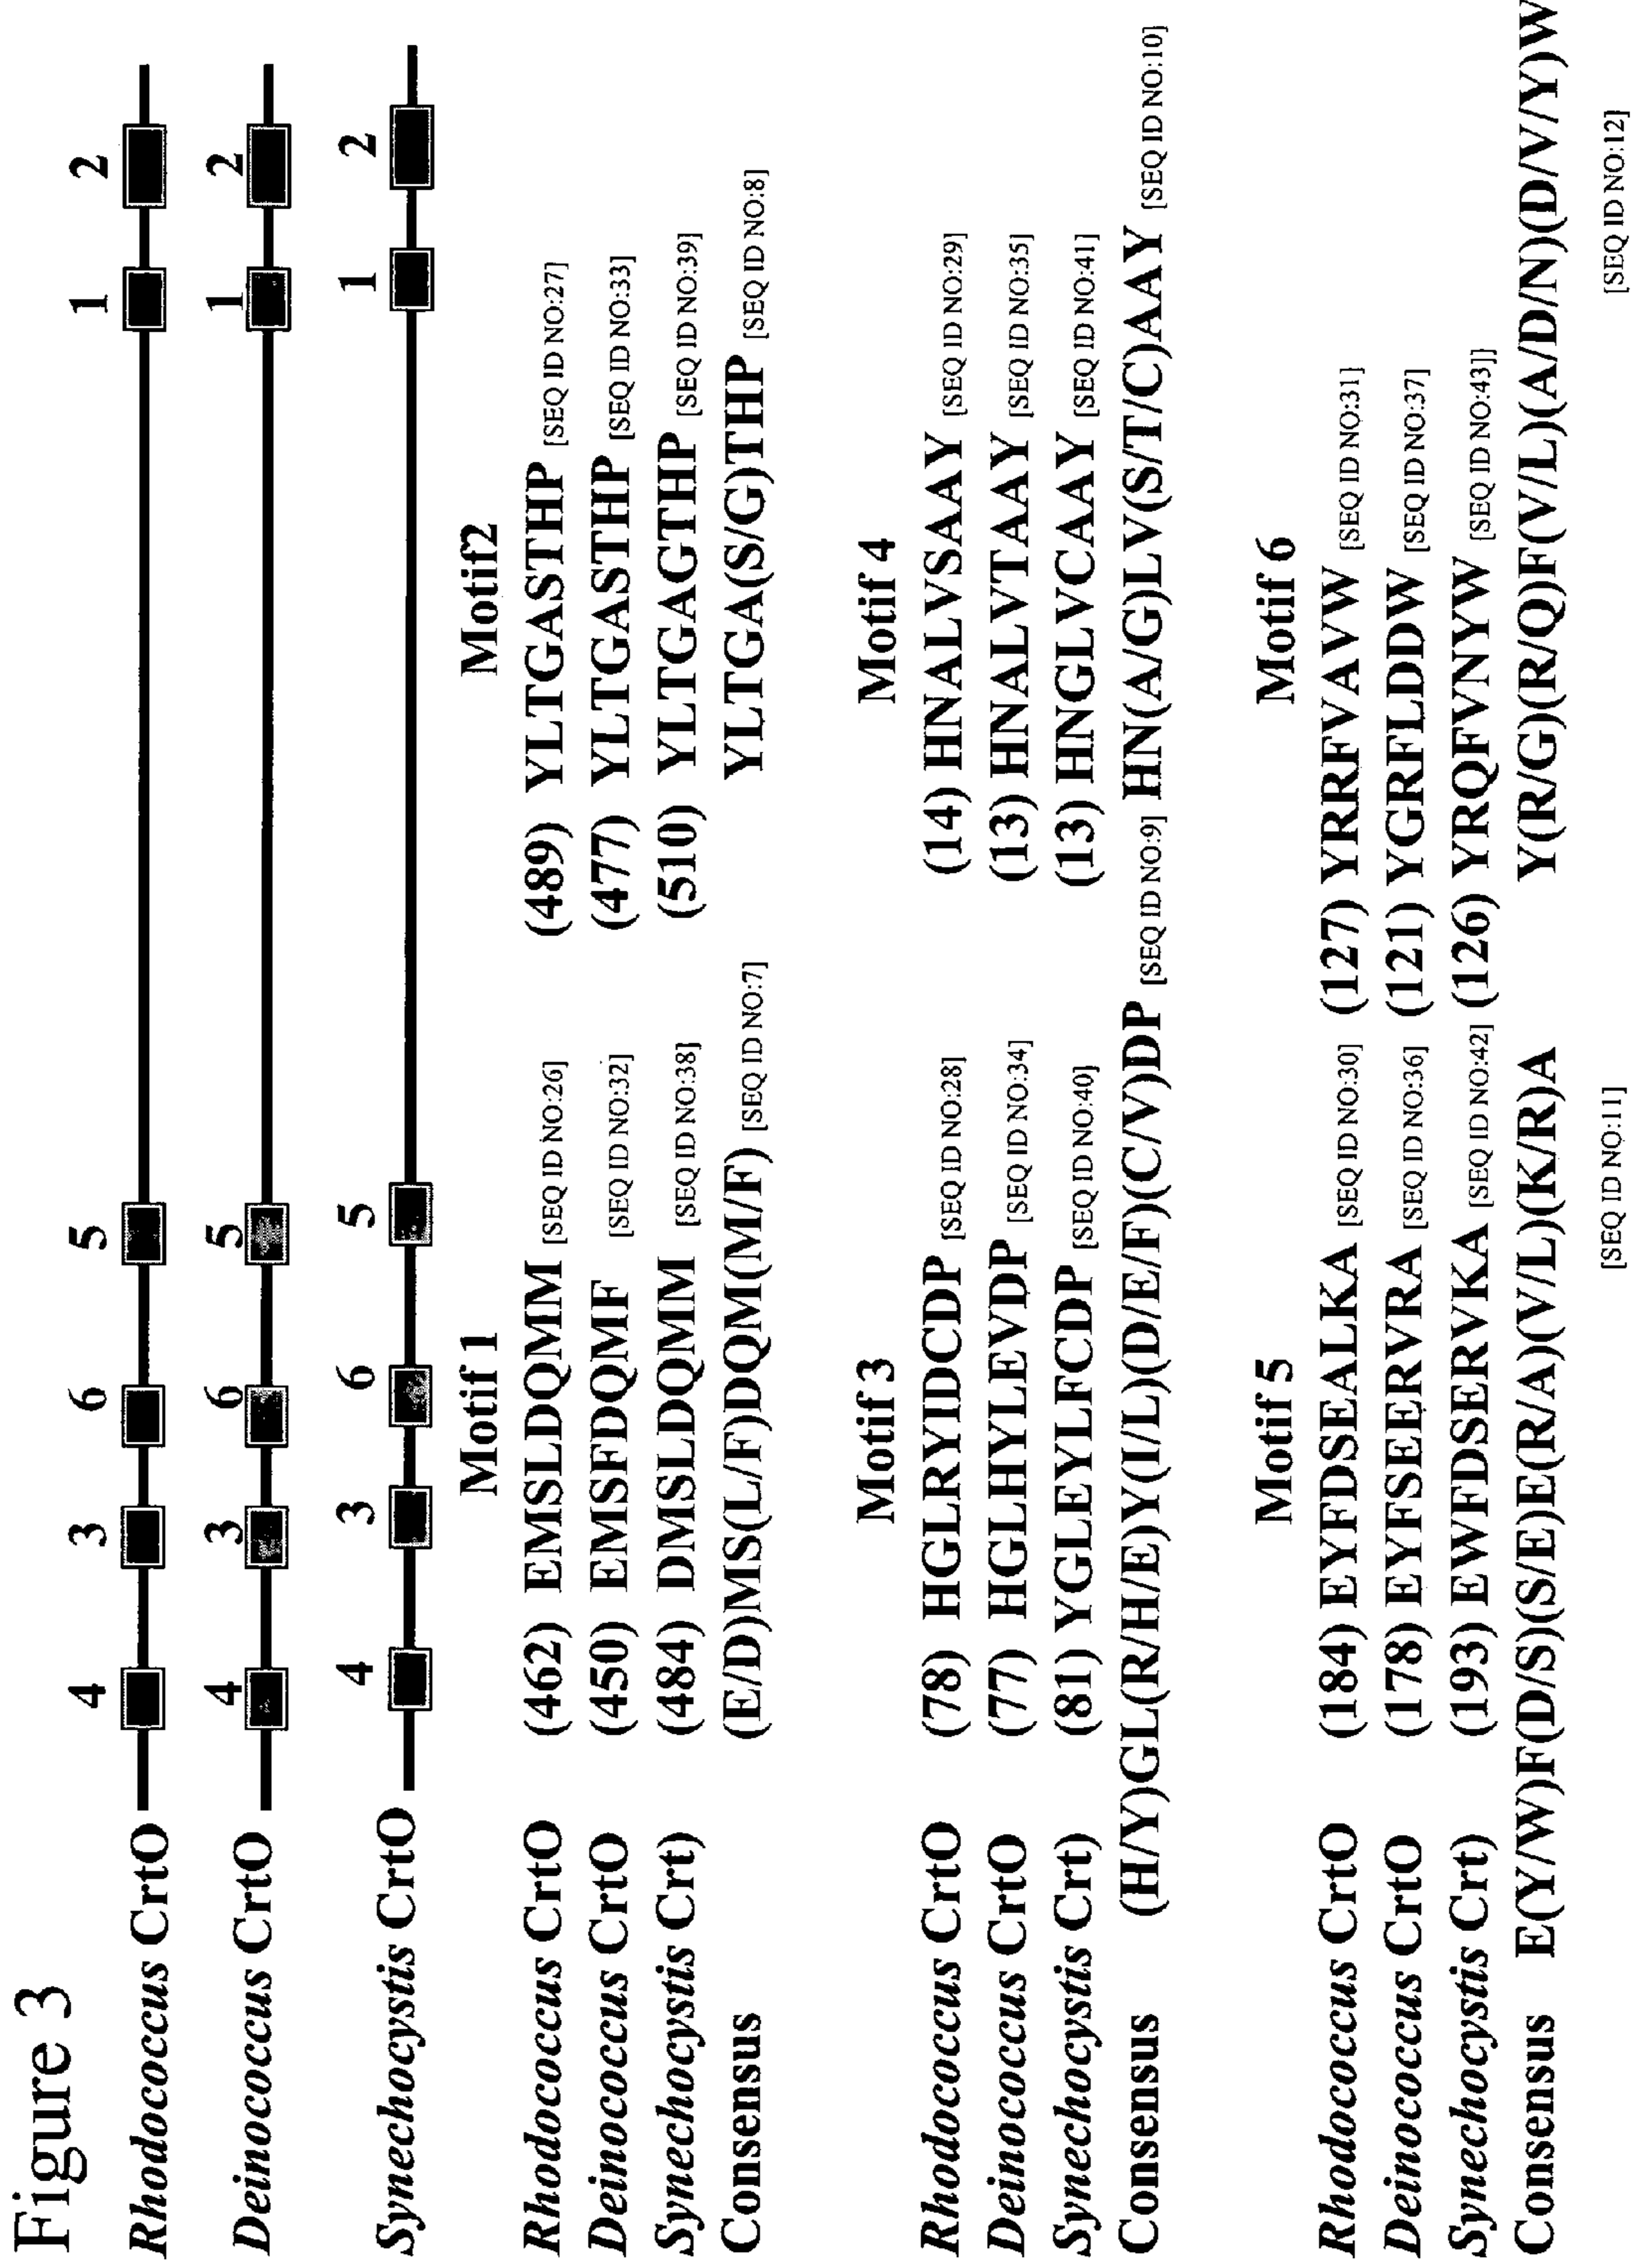 Figure 3
4 3 6 5 1 2
Rhodococcus CrtO
4 3 6 5 1 2
Deinococcus CrtO
4 3 6 5 1 2
Synechocystis CrtO
Motif 1 Motif2
Rhodococcus CrtO (462) EMSLDQMM [SEQ ID NO:26] (489) YLTGASTHP [SEQ ID NO:27]
Deinococcus CrtO (450) EMSFDQMF [SEQ ID NO:32] (477) YLTGASTHP [SEQ ID NO:33]
Synechocystis Crt) (484) DMSLDQMM [SEQ ID NO:38] (510) YLTGAGTHP [SEQ ID NO:39]
Consensus (E/D)MS(L/F)DQM(M/F) [SEQ ID NO:7] YLTGA(S/G)THP [SEQ ID NO:8]
Motif 3 Motif 4
Rhodococcus CrtO (78) HGLRYIDCDP [SEQ ID NO:28] (14) HNALVSAAY [SEQ ID NO:29]
Deinococcus CrtO (77) HGLHYLEVDP [SEQ ID NO:34] (13) HNALVTAAY [SEQ ID NO:35]
Synechocystis Crt) (81) YGLEYLFCDP [SEQ ID NO:40] (13) HNGLVCAAY [SEQ ID NO:41]
Consensus (H/Y)GL(R/H/E)Y(I/L)(D/E/F)(C/V)DP [SEQ ID NO:9] HN(A/G)LV(S/T/C)AAY [SEQ ID NO:10]
Motif 5 Motif 6
Rhodococcus CrtO (184) EYFDSEALKA [SEQ ID NO:30] (127) YRRFVAVW [SEQ ID NO:31]
Deinococcus CrtO (178) EYFSEERVRA [SEQ ID NO:36] (121) YGRFLDDW [SEQ ID NO:37]
Synechocystis Crt) (193) EWFDSERVKA [SEQ ID NO:42] (126) YRQFVNYW [SEQ ID NO:43]]
Consensus E(Y/W)F(D/S)(S/E)E(R/A)(V/L)(K/R)A Y(R/G)(R/Q)F(V/L)(A/D/N)(D/V/Y)W
[SEQ ID NO:11] [SEQ ID NO:12]